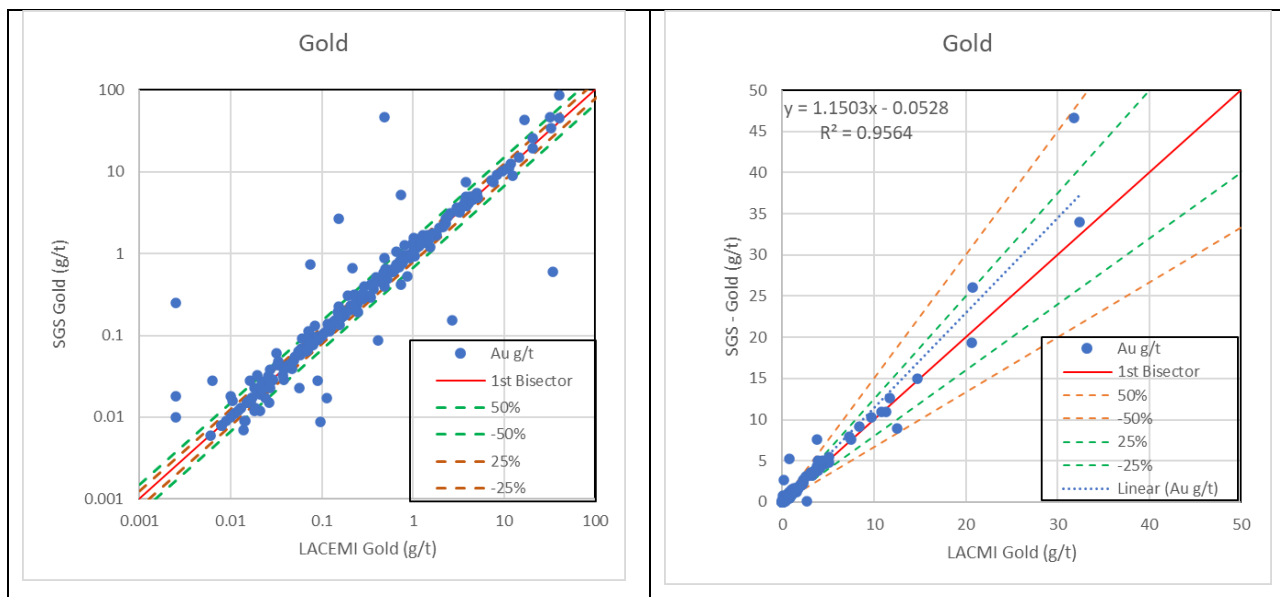 Gold
100
10
1
0.1
0.01
0.001
SGS Gold (g/t)
0.001 0.01 0.1 1 10 100
LACEMI Gold (g/t)
Au g/t
1st Bisector
50%
-50%
25%
-25%
Gold
y = 1.1503x - 0.0528
R² = 0.9564
50
45
40
35
30
25
20
15
10
5
0
SGS - Gold (g/t)
0 10 20 30 40 50
LACMI Gold (g/t)
Au g/t
1st Bisector
50%
-50%
25%
-25%
Linear (Au g/t)